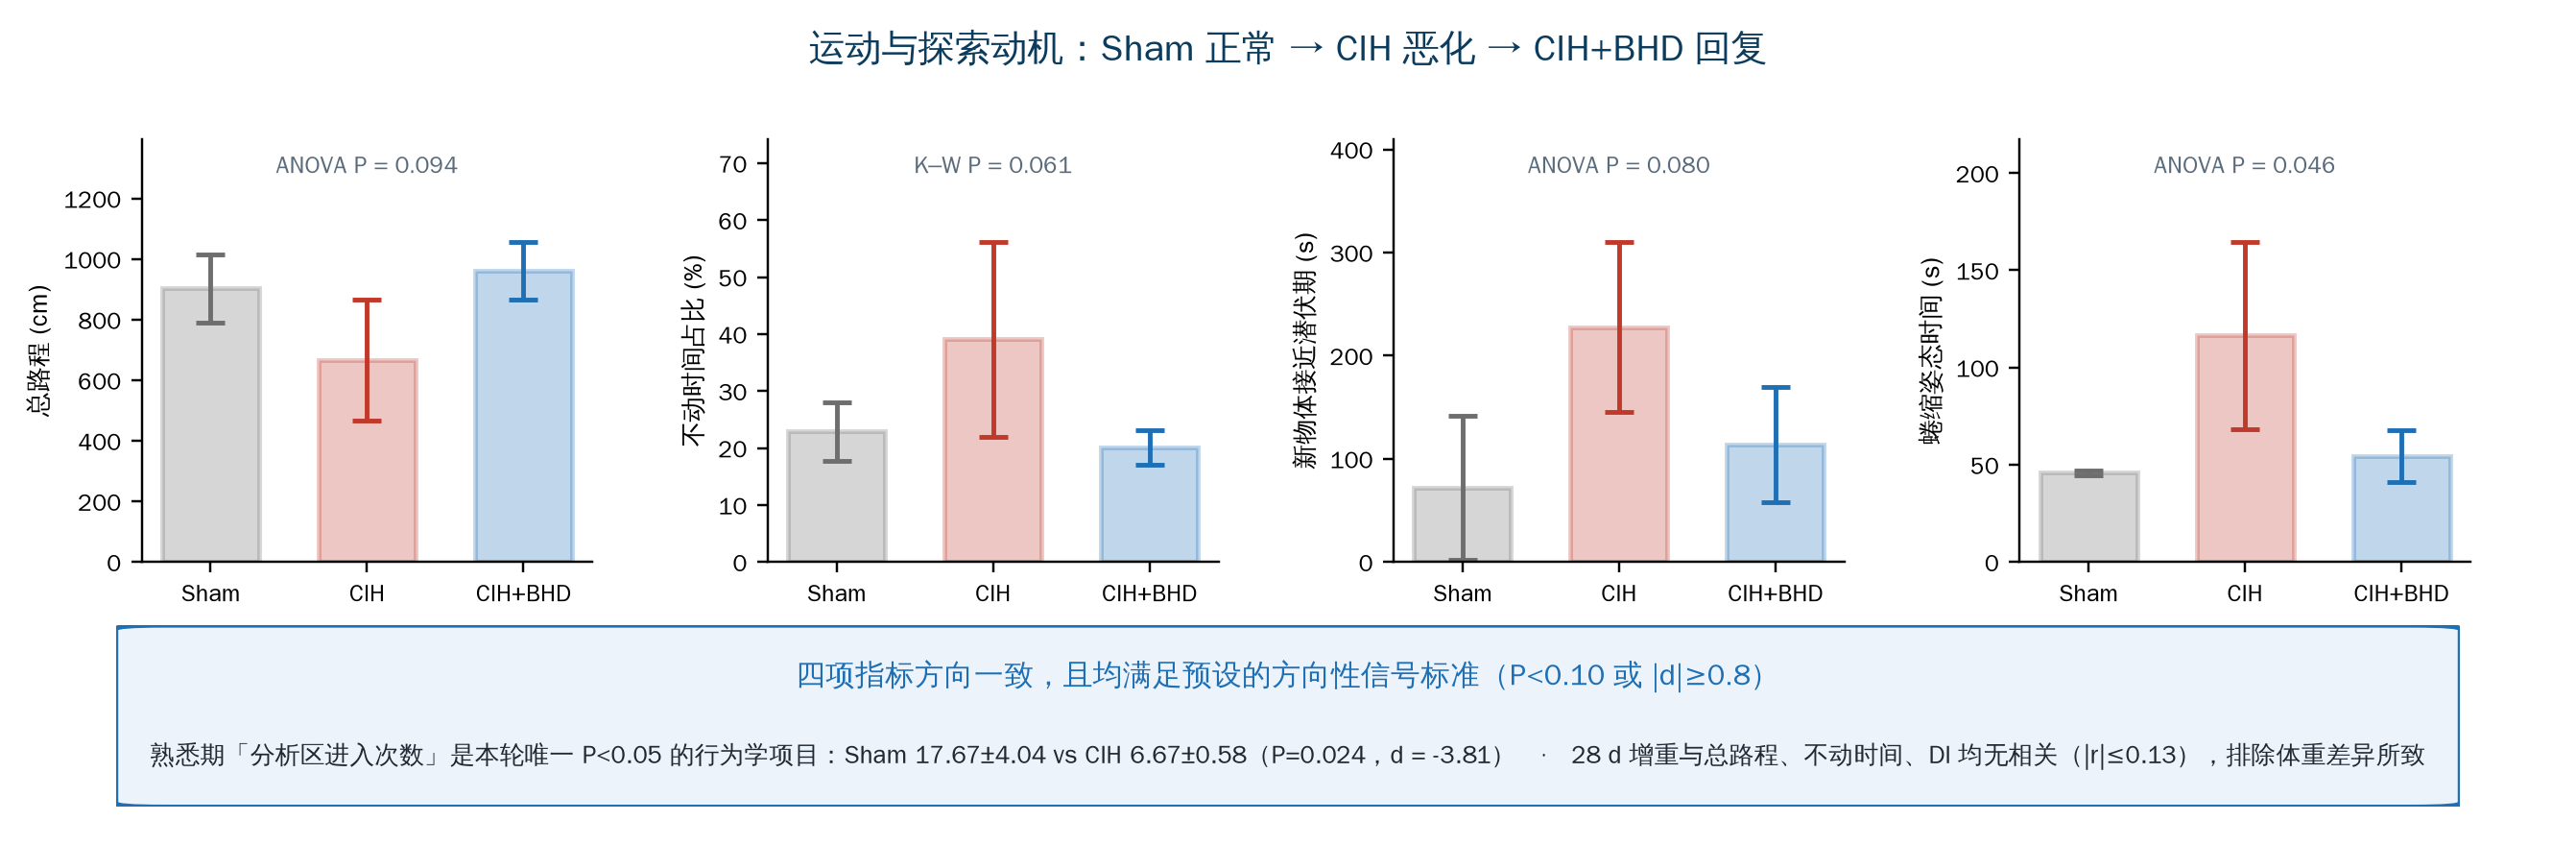 运动与探索动机：Sham 正常 → CIH 恶化 → CIH+BHD 回复
ANOVA P = 0.094
总路程 (cm)
1200
1000
800
600
400
200
0
Sham
CIH
CIH+BHD
K–W P = 0.061
不动时间占比 (%)
70
60
50
40
30
20
10
0
Sham
CIH
CIH+BHD
ANOVA P = 0.080
新物体接近潜伏期 (s)
400
300
200
100
0
Sham
CIH
CIH+BHD
ANOVA P = 0.046
蜷缩姿态时间 (s)
200
150
100
50
0
Sham
CIH
CIH+BHD
四项指标方向一致，且均满足预设的方向性信号标准（P<0.10 或 |d|≥0.8）
熟悉期「分析区进入次数」是本轮唯一 P<0.05 的行为学项目：Sham 17.67±4.04 vs CIH 6.67±0.58（P=0.024，d = -3.81） · 28 d 增重与总路程、不动时间、DI 均无相关（|r|≤0.13），排除体重差异所致